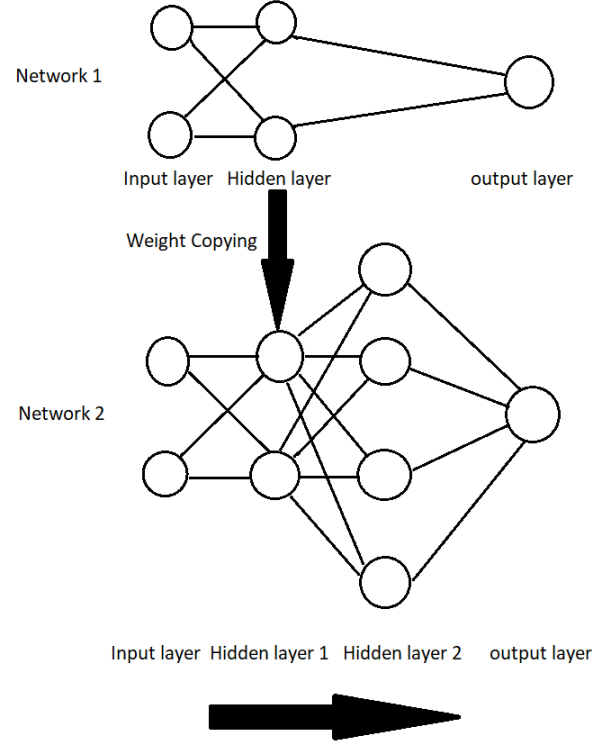 Network 1
Input layer Hidden layer output layer
Weight Copying
Network 2
Input layer Hidden layer 1 Hidden layer 2 output layer